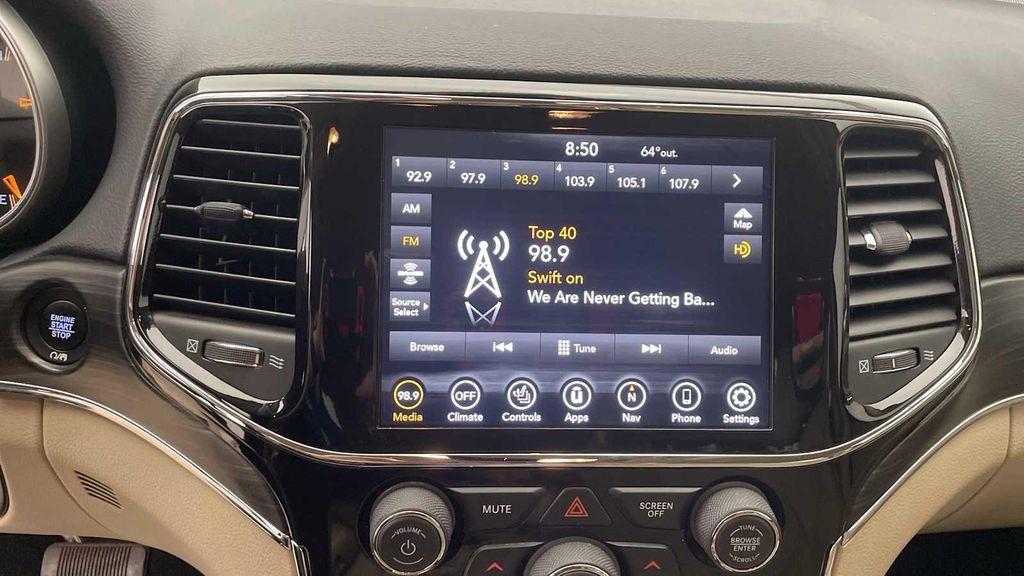 8:50 64°out.
1 92.9 2 97.9 3 98.9 4 103.9 5 105.1 6 107.9
AM
Map
FM
HD
Top 40
98.9
Swift on
We Are Never Getting Ba...
Source
Select
Browse Tune Audio
98.9 OFF N
Media Climate Controls Apps Nav Phone Settings
ENGINE
START
STOP
E
MUTE
SCREEN
OFF
VOLUME
TUNE
BROWSE
ENTER
SCROLL